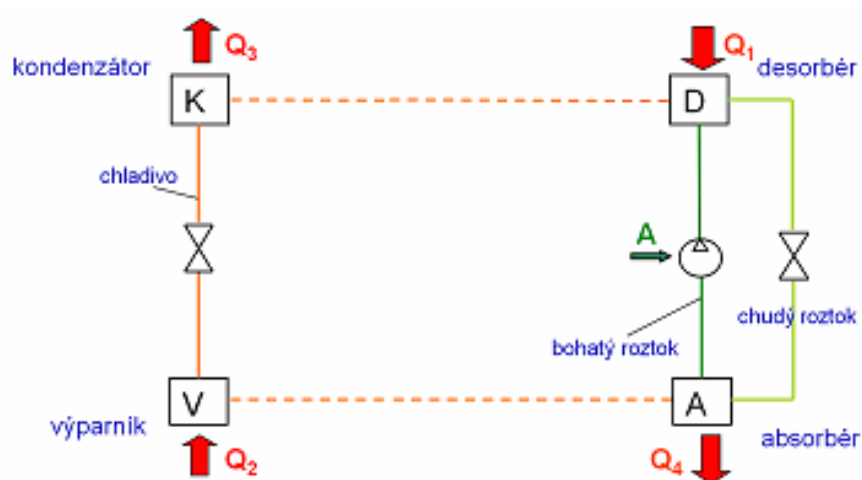 Q3
Q1
kondenzátor
desorbér
K
D
chladivo
A
chudý roztok
bohatý roztok
V
A
výparník
absorbér
Q2
Q4